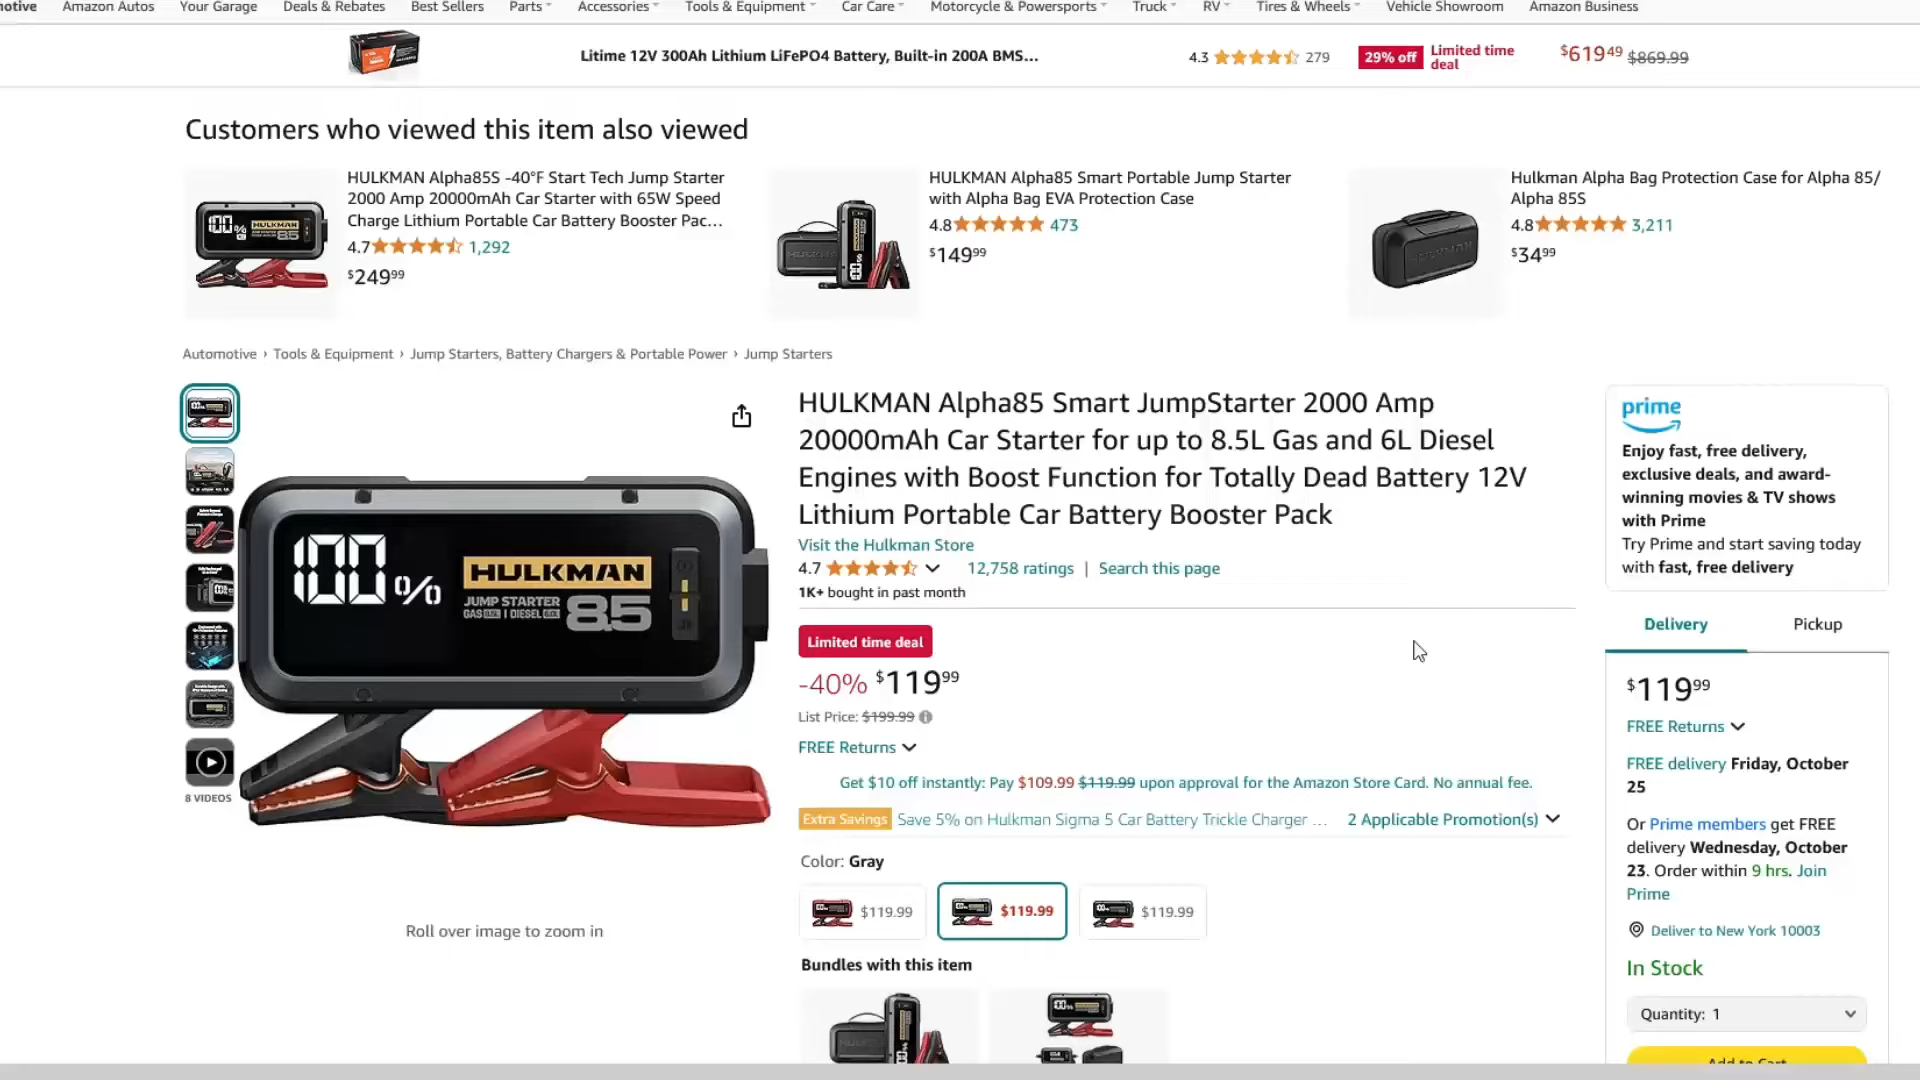 Amazon Autos
Your Garage
Deals & Rebates
Best Sellers
Parts
Accessories
Tools & Equipment
Car Care
Motorcycle & Powersports
Truck
RV
Tires & Wheels
Vehicle Showroom
Amazon Business
Litime 12V 300Ah Lithium LiFePO4 Battery, Built-in 200A BMS...
4.3 279
29% off
Limited time
deal
$619.49 $869.99
Customers who viewed this item also viewed
HULKMAN Alpha85S -40°F Start Tech Jump Starter
2000 Amp 20000mAh Car Starter with 65W Speed
Charge Lithium Portable Car Battery Booster Pac...
4.7 1,292
$249.99
HULKMAN Alpha85 Smart Portable Jump Starter
with Alpha Bag EVA Protection Case
4.8 473
$149.99
Hulkman Alpha Bag Protection Case for Alpha 85/
Alpha 85S
4.8 3,211
$34.99
Automotive › Tools & Equipment › Jump Starters, Battery Chargers & Portable Power › Jump Starters
100%
HULKMAN
JUMP STARTER
GAS 8.5L | DIESEL 6.0L
85
8 VIDEOS
Roll over image to zoom in
HULKMAN Alpha85 Smart JumpStarter 2000 Amp
20000mAh Car Starter for up to 8.5L Gas and 6L Diesel
Engines with Boost Function for Totally Dead Battery 12V
Lithium Portable Car Battery Booster Pack
Visit the Hulkman Store
4.7 12,758 ratings | Search this page
1K+ bought in past month
Limited time deal
-40% $119.99
List Price: $199.99
FREE Returns
Get $10 off instantly: Pay $109.99 $119.99 upon approval for the Amazon Store Card. No annual fee.
Extra Savings Save 5% on Hulkman Sigma 5 Car Battery Trickle Charger ... 2 Applicable Promotion(s)
Color: Gray
$119.99
$119.99
$119.99
Bundles with this item
prime
Enjoy fast, free delivery,
exclusive deals, and award-
winning movies & TV shows
with Prime
Try Prime and start saving today
with fast, free delivery
Delivery
Pickup
$119.99
FREE Returns
FREE delivery Friday, October
25
Or Prime members get FREE
delivery Wednesday, October
23. Order within 9 hrs. Join
Prime
Deliver to New York 10003
In Stock
Quantity: 1
Add to Cart